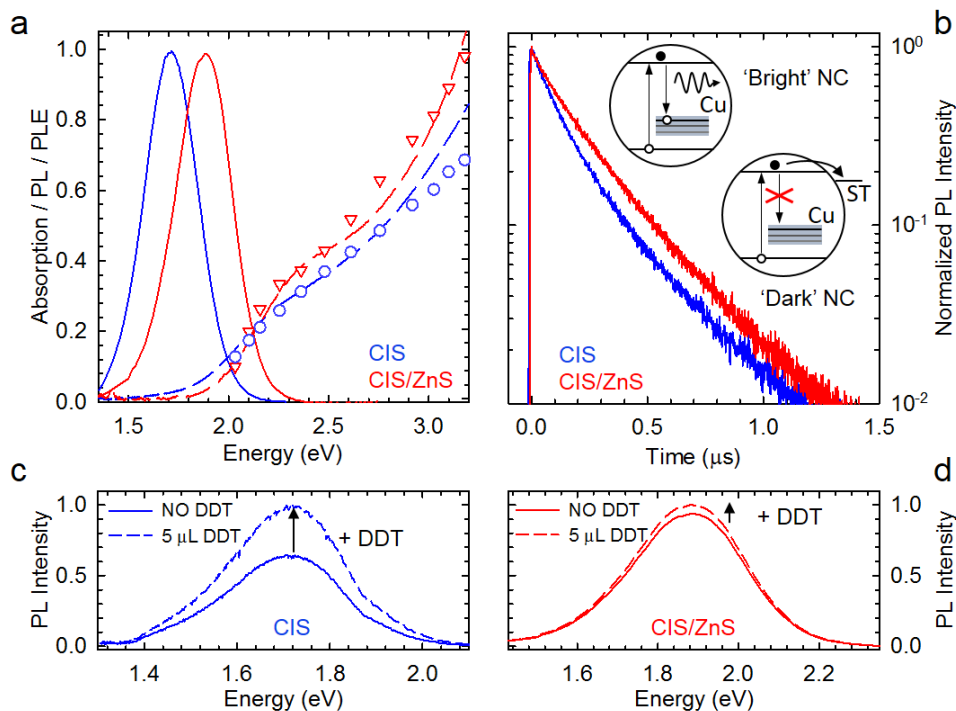 a
Absorption / PL / PLE
1.0
0.8
0.6
0.4
0.2
0.0
CIS
CIS/ZnS
1.5 2.0 2.5 3.0
Energy (eV)
b
'Bright' NC
Cu
ST
Cu
'Dark' NC
CIS
CIS/ZnS
10⁰
10⁻¹
10⁻²
Normalized PL Intensity
0.0 0.5 1.0 1.5
Time (μs)
c
PL Intensity
1.0
0.5
0.0
NO DDT
5 μL DDT
+ DDT
CIS
1.4 1.6 1.8 2.0
Energy (eV)
d
NO DDT
5 μL DDT
+ DDT
CIS/ZnS
1.0
0.5
0.0
PL Intensity
1.6 1.8 2.0 2.2
Energy (eV)